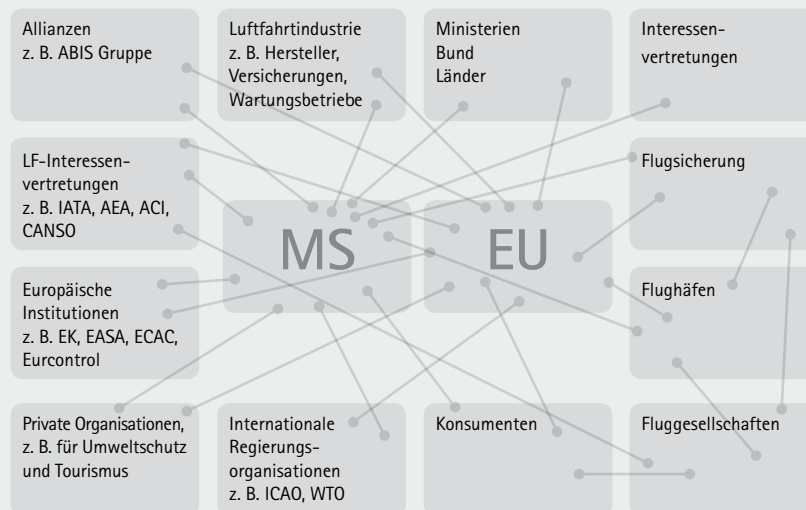 Allianzen
z. B. ABIS Gruppe
Luftfahrtindustrie
z. B. Hersteller,
Versicherungen,
Wartungsbetriebe
Ministerien
Bund
Länder
Interessen-
vertretungen
LF-Interessen-
vertretungen
z. B. IATA, AEA, ACI,
CANSO
MS
EU
Flugsicherung
Europäische
Institutionen
z. B. EK, EASA, ECAC,
Eurcontrol
Flughäfen
Private Organisationen,
z. B. für Umweltschutz
und Tourismus
Internationale
Regierungs-
organisationen
z. B. ICAO, WTO
Konsumenten
Fluggesellschaften